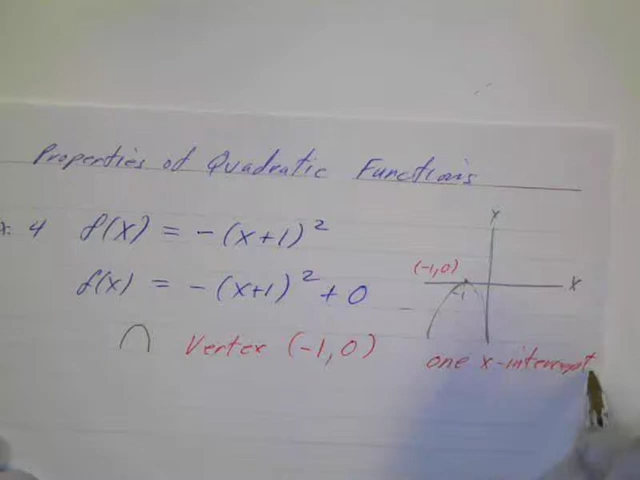 Properties of Quadratic Functions
x: 4 f(x) = -(x+1)²
f(x) = -(x+1)² + 0
Vertex (-1,0)
Y
(-1,0)
X
-1
one x-intercept